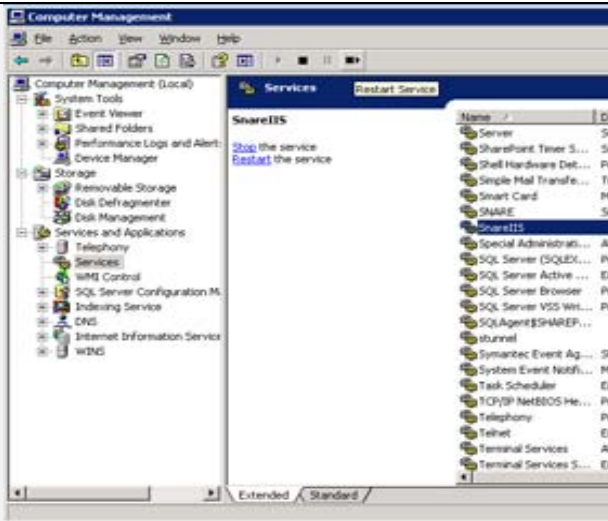 Computer Management
File Action View Window Help
Computer Management (Local)
System Tools
Event Viewer
Shared Folders
Performance Logs and Alert:
Device Manager
Storage
Removable Storage
Disk Defragmenter
Disk Management
Services and Applications
Telephony
Services
WMI Control
SQL Server Configuration M
Indexing Service
DNS
Internet Information Service
WINS
Services
Restart Service
SnareIIS
Stop the service
Restart the service
Name D
Server S
SharePoint Timer S... S
Shell Hardware Det... P
Simple Mail Transfe... T
Smart Card M
SNARE S
SnareIIS
Special Administrati... A
SQL Server (SQLEX... P
SQL Server Active ... E
SQL Server Browser P
SQL Server VSS Wri... P
SQLAgent$SHAREP...
stunnel
Symantec Event Ag... S
System Event Notifi... M
Task Scheduler E
TCP/IP NetBIOS He... P
Telephony P
Telnet E
Terminal Services A
Terminal Services S... E
Extended Standard